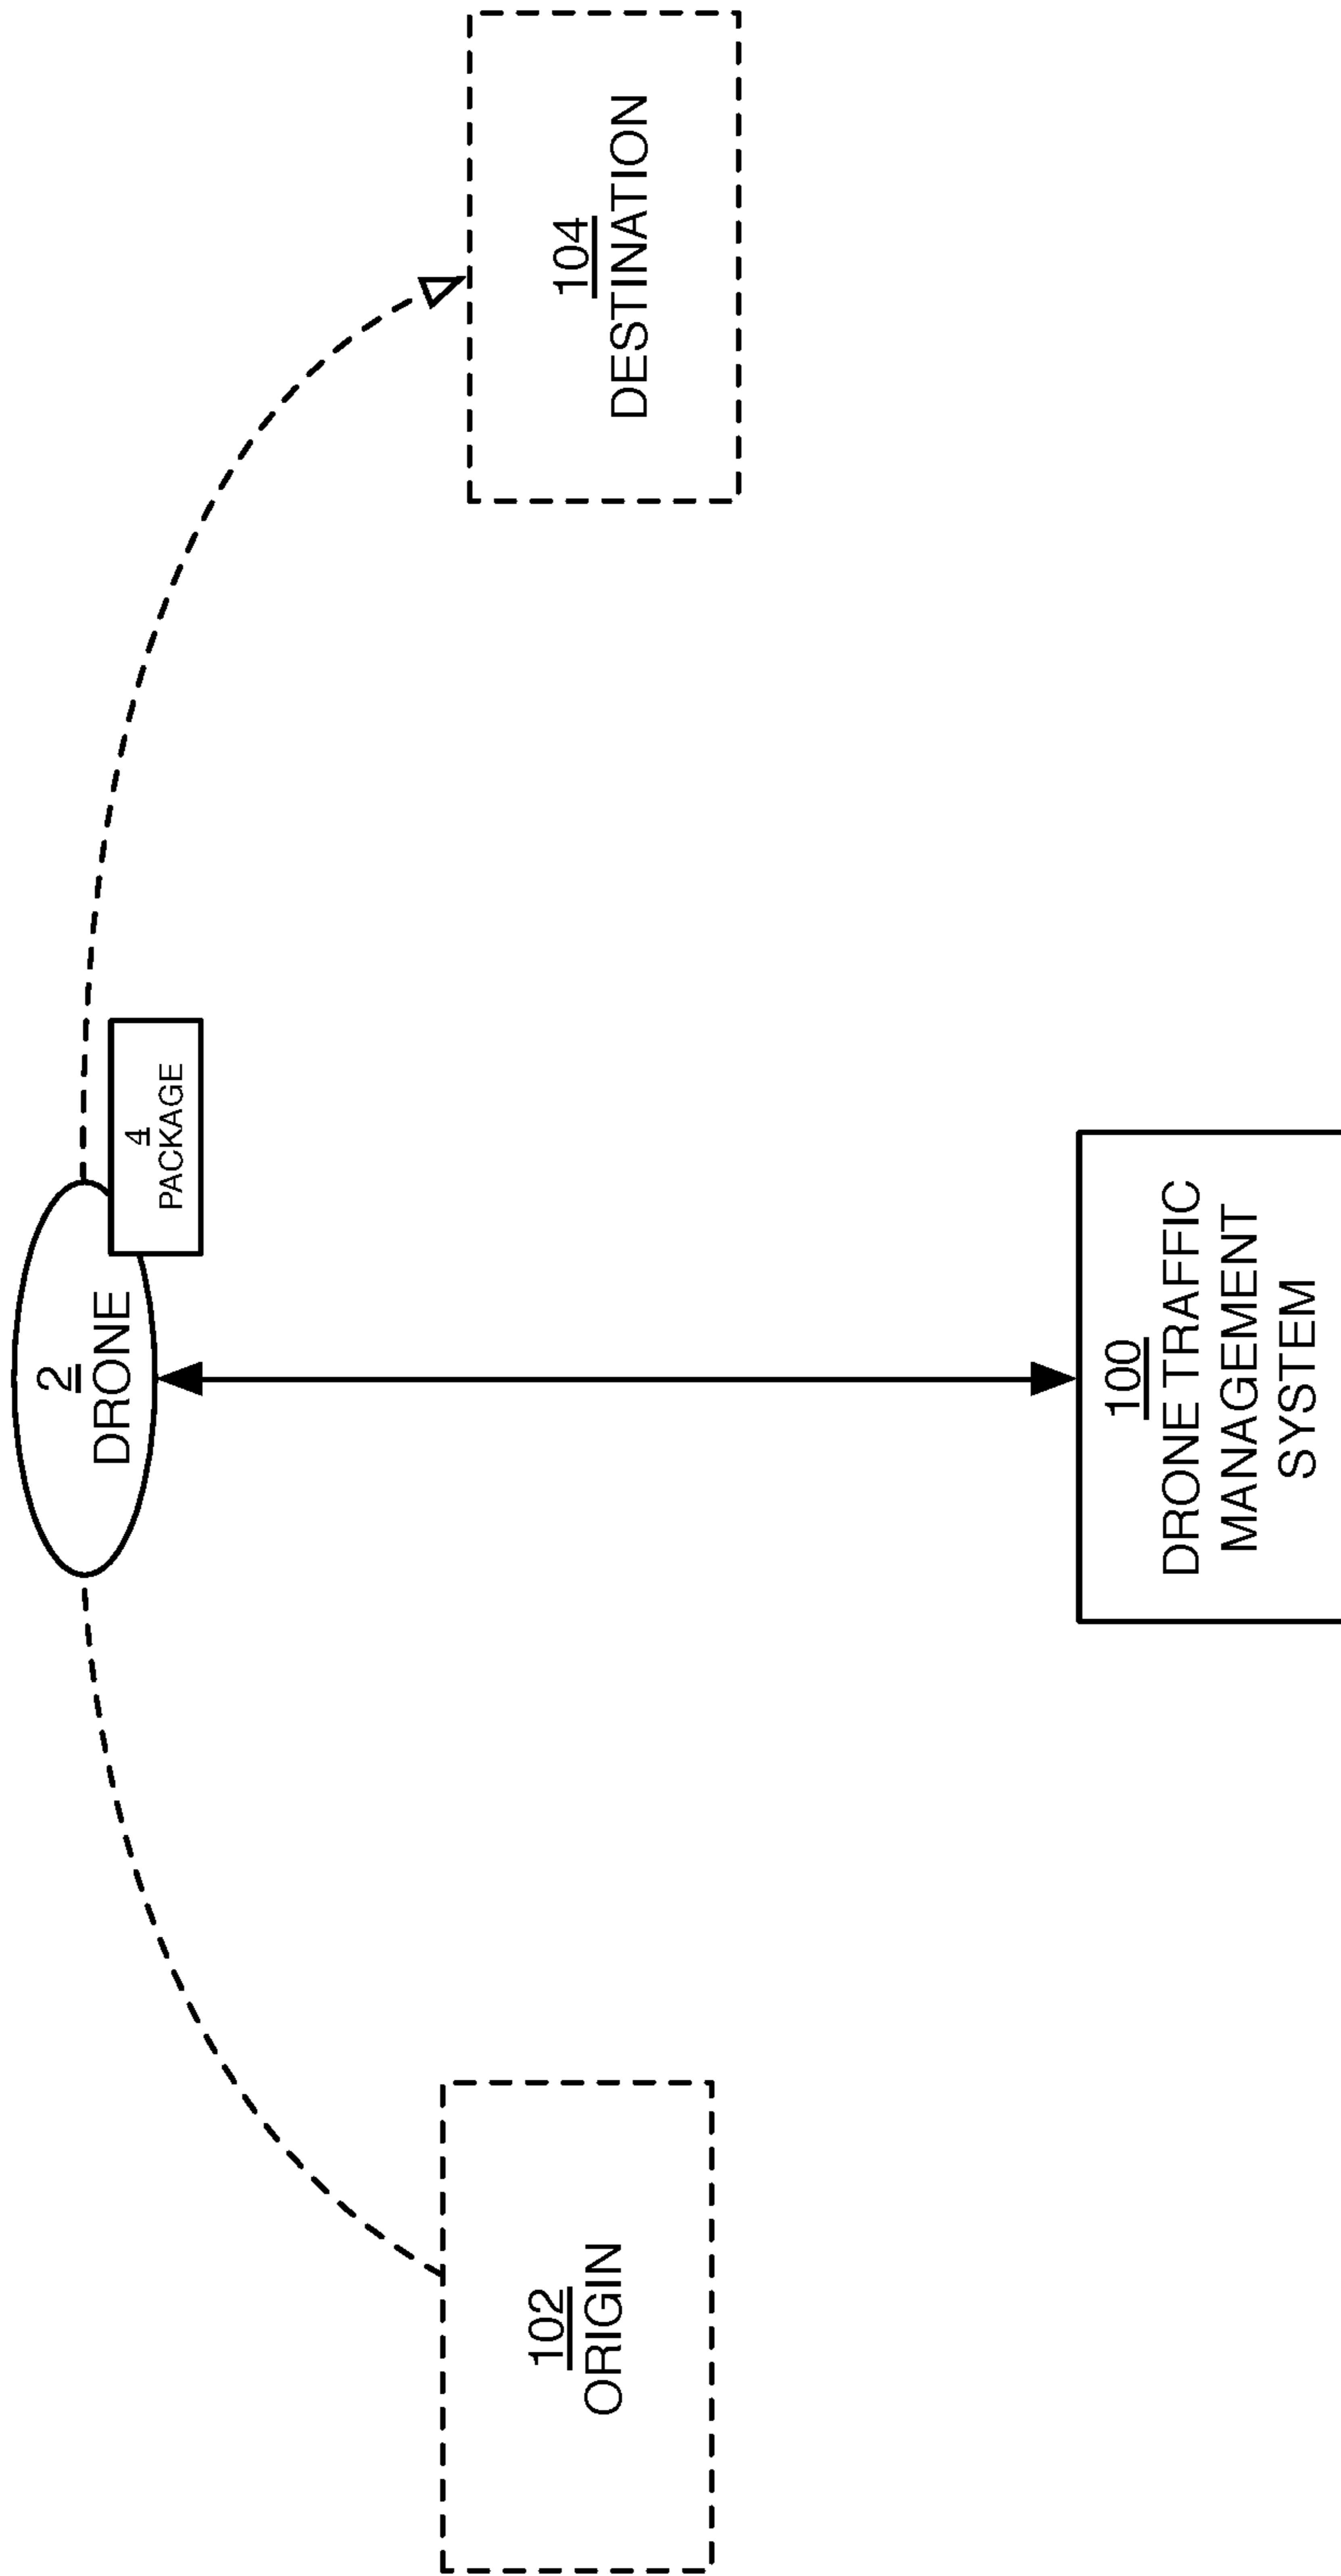 2
DRONE
4
PACKAGE
102
ORIGIN
104
DESTINATION
100
DRONE TRAFFIC
MANAGEMENT
SYSTEM